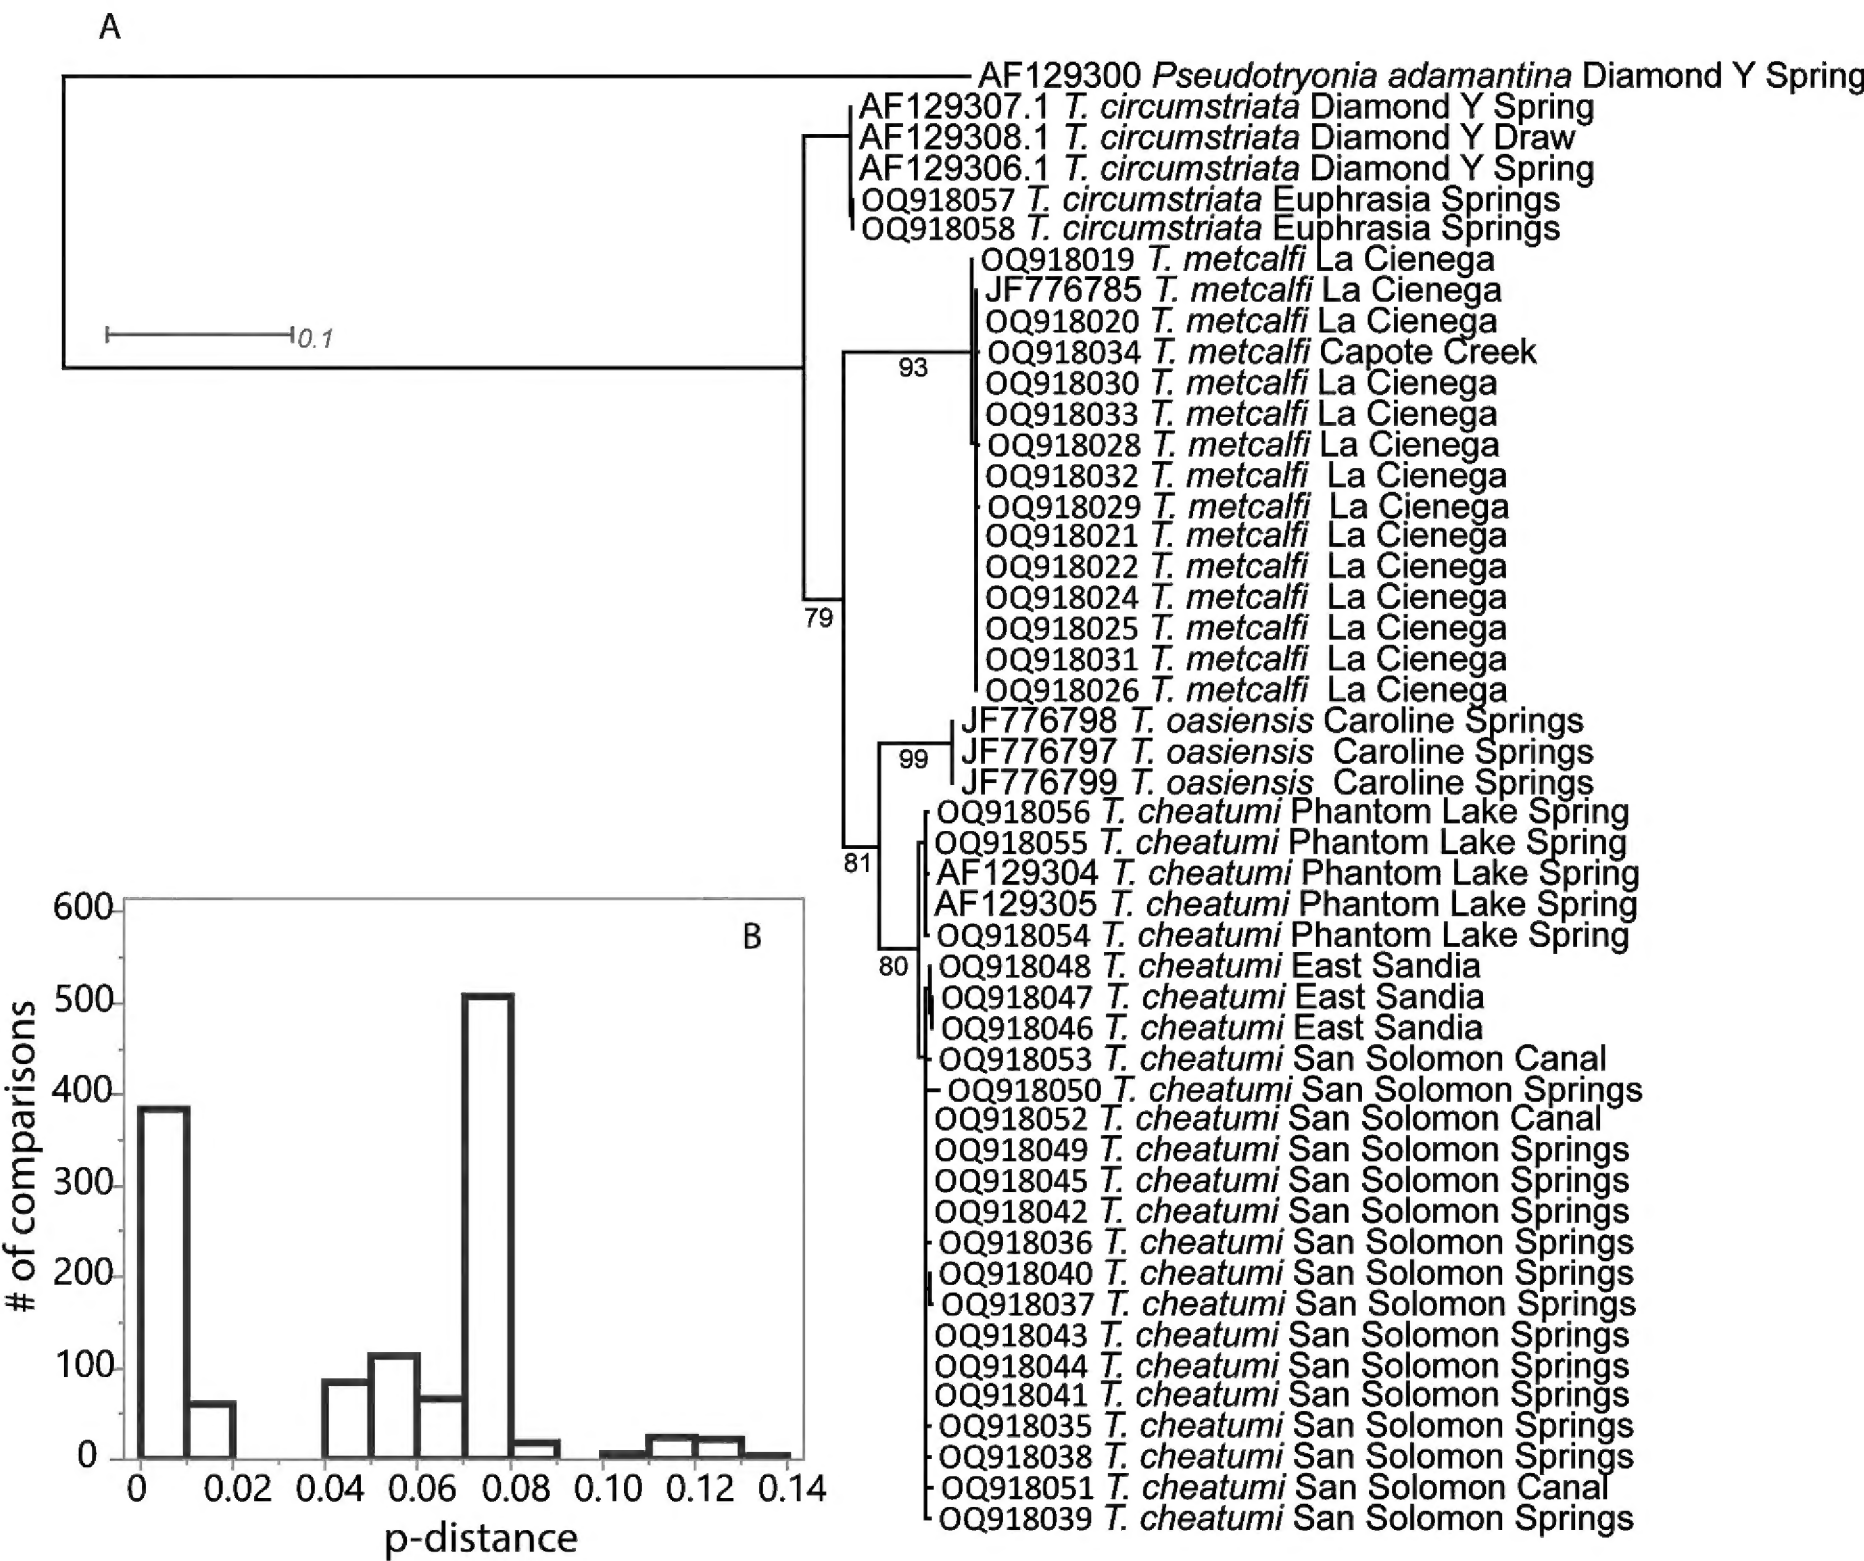 A
AF129300 Pseudotryonia adamantina Diamond Y Spring
AF129307.1 T. circumstriata Diamond Y Spring
AF129308.1 T. circumstriata Diamond Y Draw
AF129306.1 T. circumstriata Diamond Y Spring
OQ918057 T. circumstriata Euphrasia Springs
OQ918058 T. circumstriata Euphrasia Springs
OQ918019 T. metcalfi La Cienega
JF776785 T. metcalfi La Cienega
OQ918020 T. metcalfi La Cienega
0.1
OQ918034 T. metcalfi Capote Creek
93
OQ918030 T. metcalfi La Cienega
OQ918033 T. metcalfi La Cienega
OQ918028 T. metcalfi La Cienega
OQ918032 T. metcalfi La Cienega
OQ918029 T. metcalfi La Cienega
OQ918021 T. metcalfi La Cienega
OQ918022 T. metcalfi La Cienega
OQ918024 T. metcalfi La Cienega
79
OQ918025 T. metcalfi La Cienega
OQ918031 T. metcalfi La Cienega
OQ918026 T. metcalfi La Cienega
JF776798 T. oasiensis Caroline Springs
99
JF776797 T. oasiensis Caroline Springs
JF776799 T. oasiensis Caroline Springs
OQ918056 T. cheatumi Phantom Lake Spring
OQ918055 T. cheatumi Phantom Lake Spring
81
AF129304 T. cheatumi Phantom Lake Spring
AF129305 T. cheatumi Phantom Lake Spring
OQ918054 T. cheatumi Phantom Lake Spring
80
OQ918048 T. cheatumi East Sandia
OQ918047 T. cheatumi East Sandia
OQ918046 T. cheatumi East Sandia
OQ918053 T. cheatumi San Solomon Canal
OQ918050 T. cheatumi San Solomon Springs
OQ918052 T. cheatumi San Solomon Canal
OQ918049 T. cheatumi San Solomon Springs
OQ918045 T. cheatumi San Solomon Springs
OQ918042 T. cheatumi San Solomon Springs
OQ918036 T. cheatumi San Solomon Springs
OQ918040 T. cheatumi San Solomon Springs
OQ918037 T. cheatumi San Solomon Springs
OQ918043 T. cheatumi San Solomon Springs
OQ918044 T. cheatumi San Solomon Springs
OQ918041 T. cheatumi San Solomon Springs
OQ918035 T. cheatumi San Solomon Springs
OQ918038 T. cheatumi San Solomon Springs
OQ918051 T. cheatumi San Solomon Canal
OQ918039 T. cheatumi San Solomon Springs
B
# of comparisons
600
500
400
300
200
100
0
0 0.02 0.04 0.06 0.08 0.10 0.12 0.14
p-distance